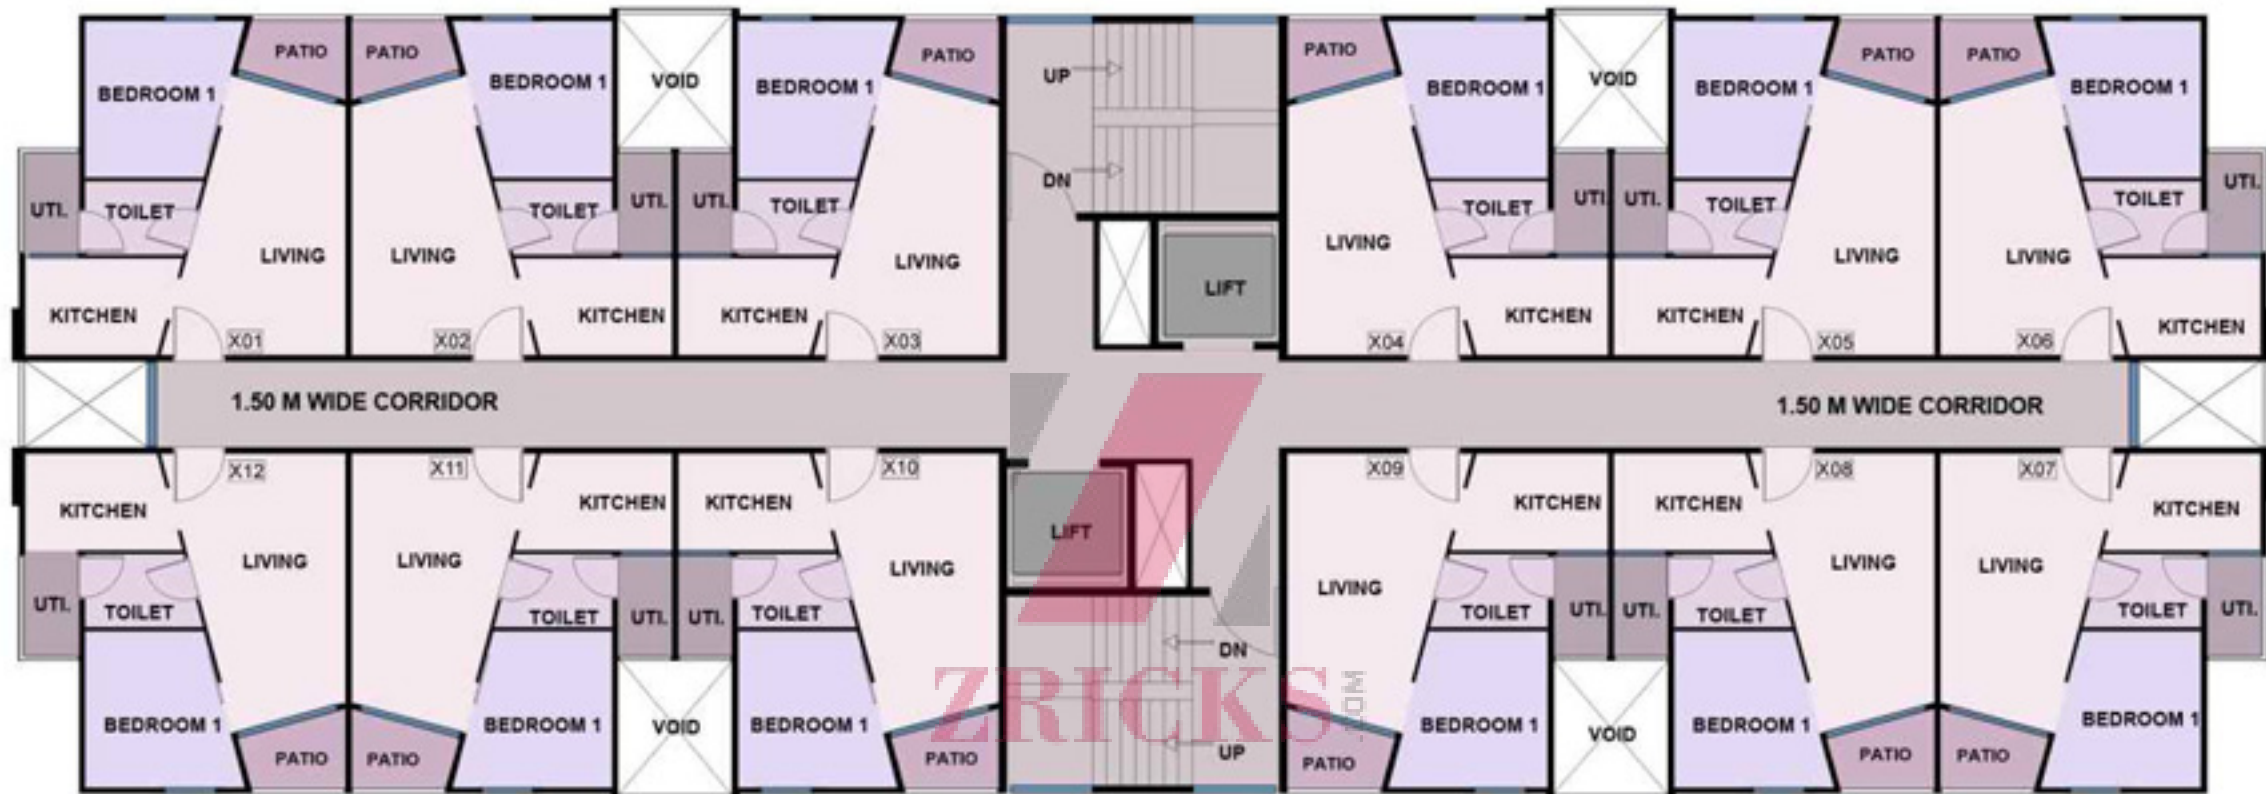 PATIO PATIO PATIO PATIO PATIO PATIO
BEDROOM 1 BEDROOM 1 VOID BEDROOM 1 UP BEDROOM 1 VOID BEDROOM 1 BEDROOM 1
DN
UTI. TOILET TOILET UTI. UTI. TOILET TOILET UTI. UTI. TOILET TOILET UTI.
LIVING LIVING LIVING LIVING LIVING LIVING
LIFT
KITCHEN KITCHEN KITCHEN KITCHEN KITCHEN KITCHEN
X01 X02 X03 X04 X05 X06
1.50 M WIDE CORRIDOR 1.50 M WIDE CORRIDOR
X12 X11 X10 X09 X08 X07
KITCHEN KITCHEN KITCHEN KITCHEN KITCHEN KITCHEN
LIFT
LIVING LIVING LIVING LIVING LIVING LIVING
UTI. TOILET TOILET UTI. UTI. TOILET TOILET UTI. UTI. TOILET TOILET UTI.
DN
BEDROOM 1 BEDROOM 1 VOID BEDROOM 1 BEDROOM 1 VOID BEDROOM 1 BEDROOM 1
ZRICKS.COM
UP
PATIO PATIO PATIO PATIO PATIO PATIO